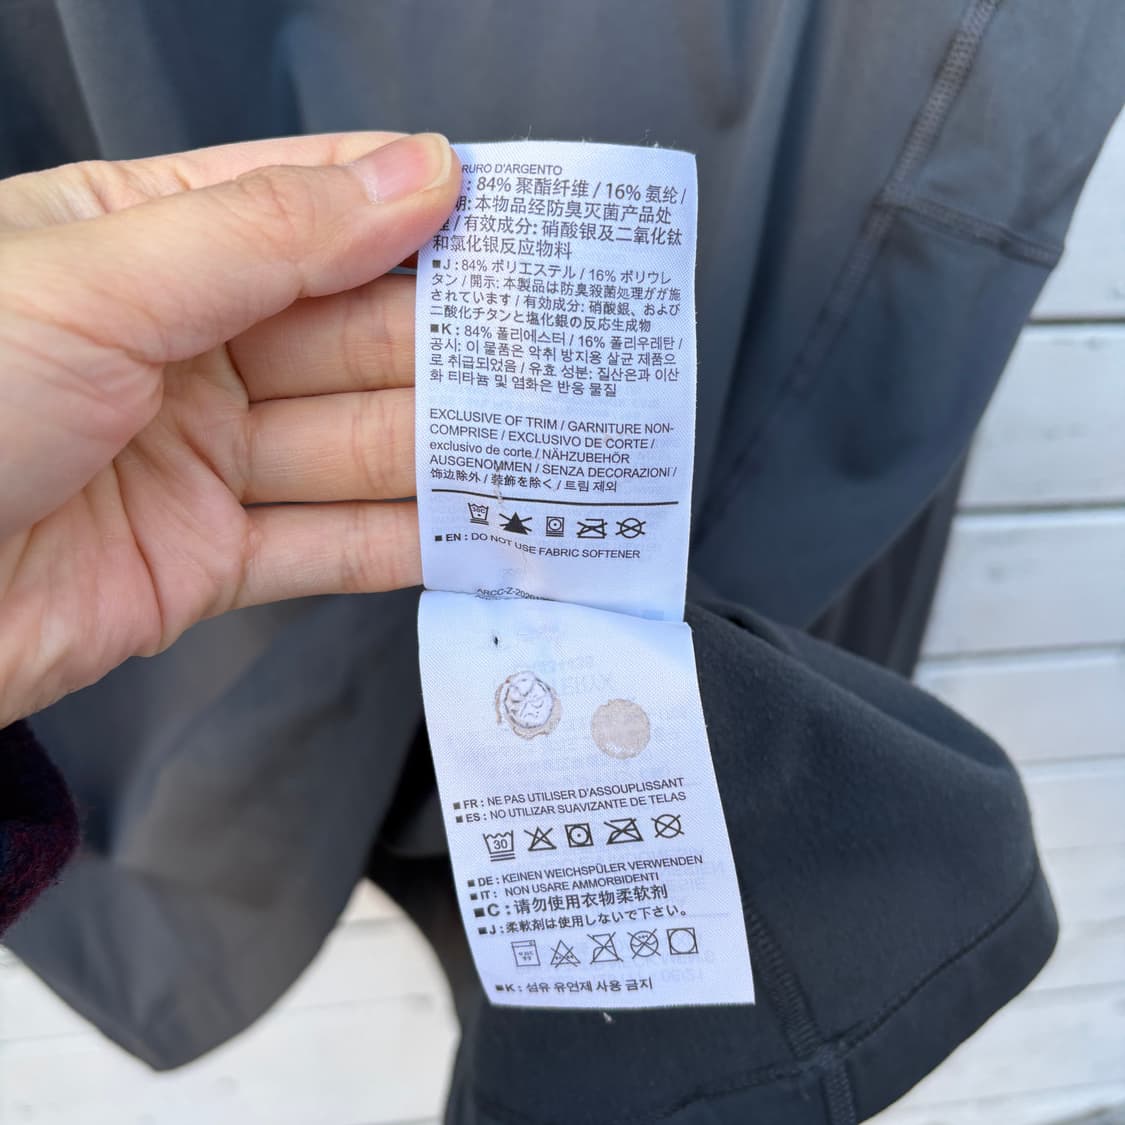 RURO D'ARGENTO
: 84% 聚酯纤维 / 16% 氨纶 /
期: 本物品经防臭灭菌产品处
理 / 有效成分: 硝酸银及二氧化钛
和氯化银反应物料
■ J : 84% ポリエステル / 16% ポリウレ
タン / 開示: 本製品は防臭殺菌処理がが施
されています / 有効成分: 硝酸銀、および
二酸化チタンと塩化銀の反応生成物
■ K : 84% 폴리에스터 / 16% 폴리우레탄 /
공시: 이 물품은 악취 방지용 살균 제품으
로 취급되었음 / 유효 성분: 질산은과 이산
화 티타늄 및 염화은 반응 물질
EXCLUSIVE OF TRIM / GARNITURE NON-
COMPRISE / EXCLUSIVO DE CORTE /
exclusivo de corte / NÄHZUBEHÖR
AUSGENOMMEN / SENZA DECORAZIONI /
饰边除外 / 装飾を除く / 트림 제외
■ EN : DO NOT USE FABRIC SOFTENER
■ FR : NE PAS UTILISER D'ASSOUPLISSANT
■ ES : NO UTILIZAR SUAVIZANTE DE TELAS
30
■ DE : KEINEN WEICHSPÜLER VERWENDEN
■ IT : NON USARE AMMORBIDENTI
■ C : 请勿使用衣物柔软剂
■ J : 柔軟剤は使用しないで下さい。
■ K : 섬유 유언제 사용 금지